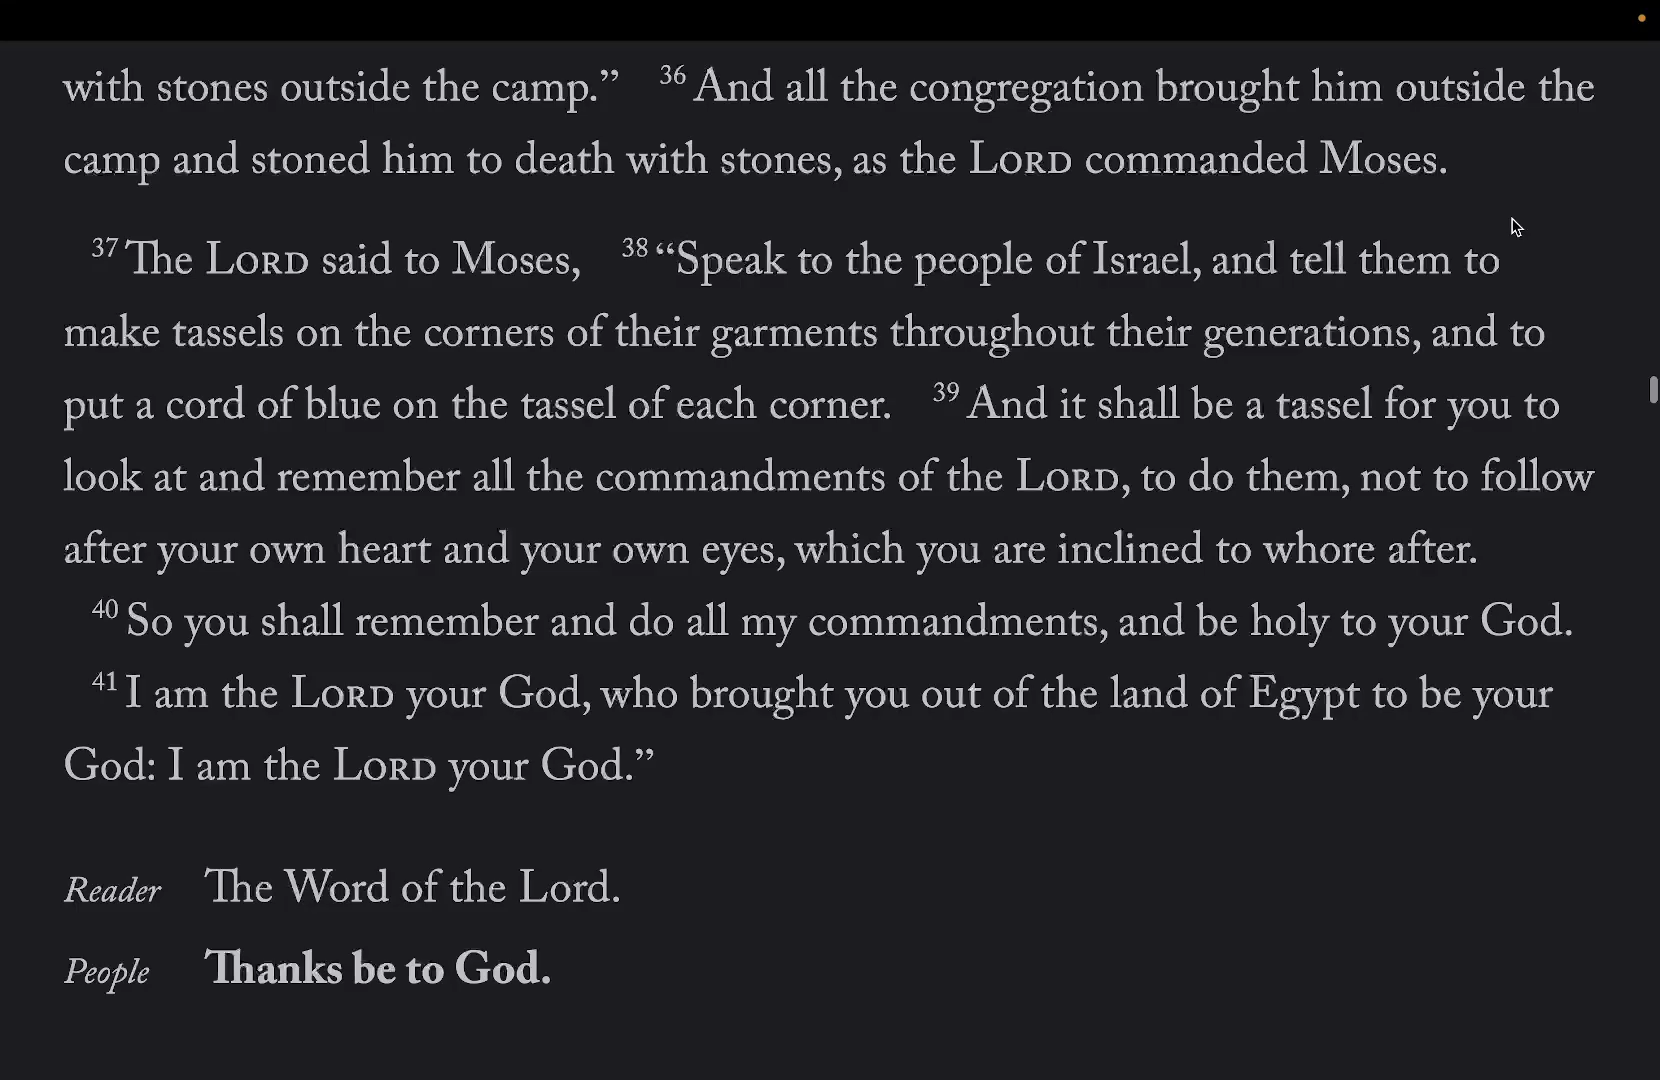 with stones outside the camp.” 36 And all the congregation brought him outside the
camp and stoned him to death with stones, as the LORD commanded Moses.
37 The LORD said to Moses, 38 “Speak to the people of Israel, and tell them to
make tassels on the corners of their garments throughout their generations, and to
put a cord of blue on the tassel of each corner. 39 And it shall be a tassel for you to
look at and remember all the commandments of the LORD, to do them, not to follow
after your own heart and your own eyes, which you are inclined to whore after.
40 So you shall remember and do all my commandments, and be holy to your God.
41 I am the LORD your God, who brought you out of the land of Egypt to be your
God: I am the LORD your God.”
Reader The Word of the Lord.
People Thanks be to God.